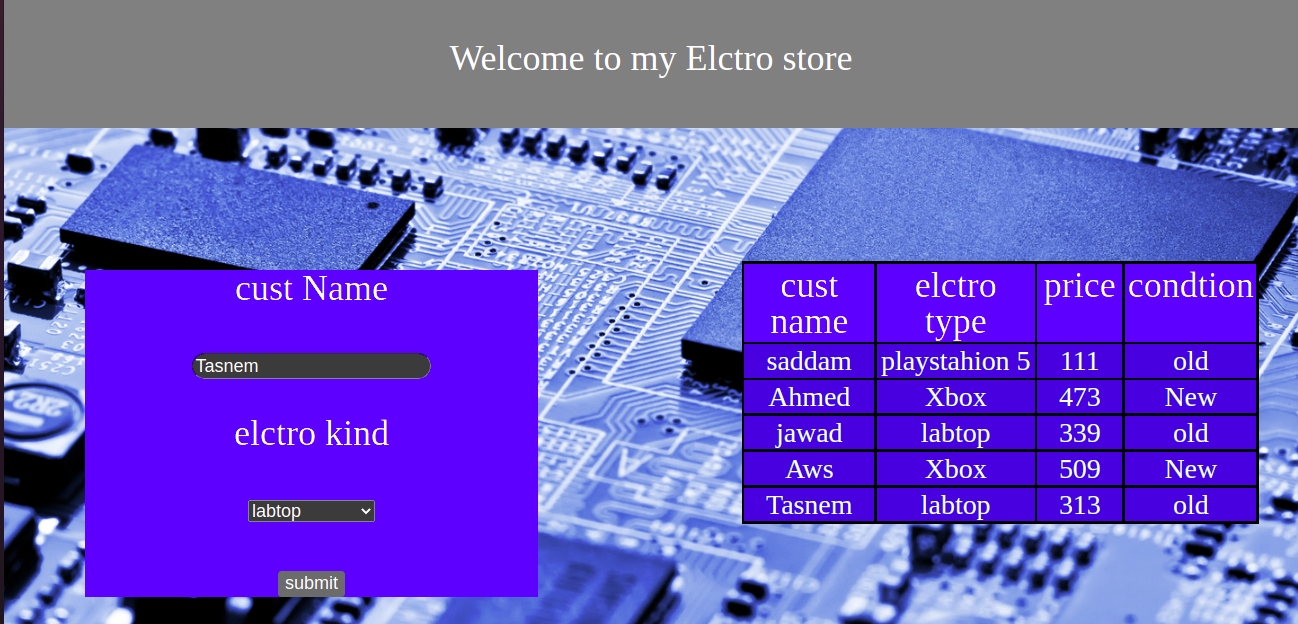 Welcome to my Elctro store
cust Name
Tasnem
elctro kind
labtop
submit
cust name elctro type price condtion
saddam playstahion 5 111 old
Ahmed Xbox 473 New
jawad labtop 339 old
Aws Xbox 509 New
Tasnem labtop 313 old